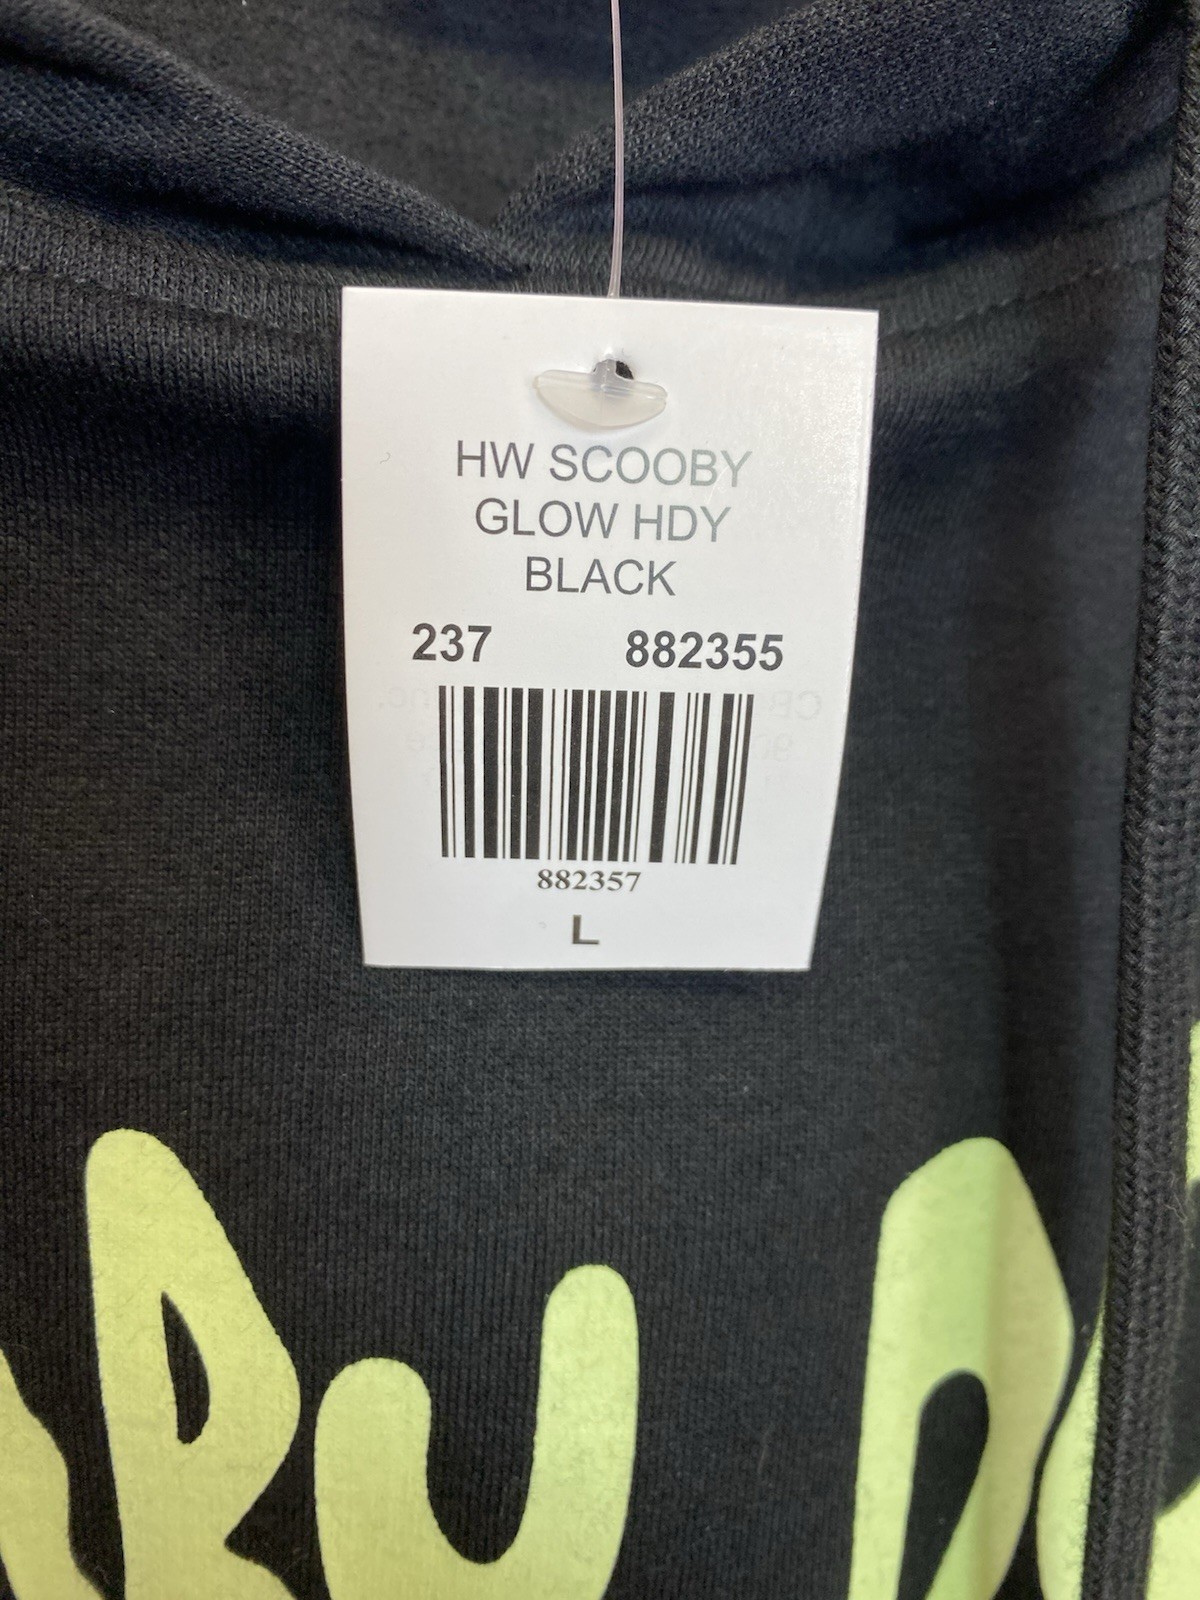 HW SCOOBY
GLOW HDY
BLACK
237 882355
882357
L